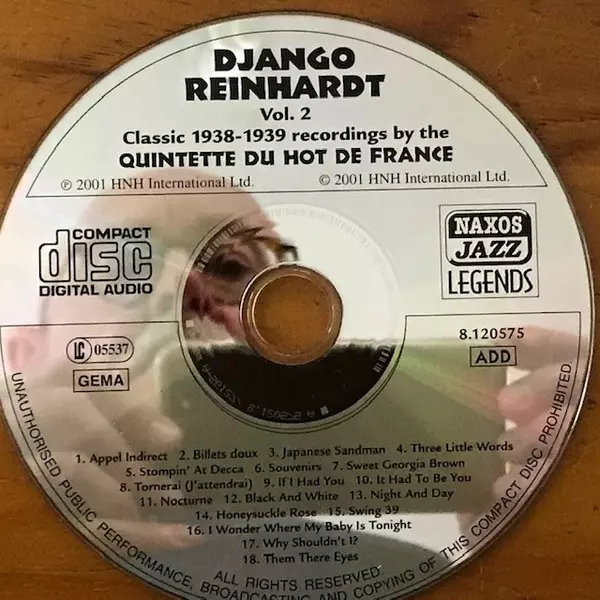 DJANGO
REINHARDT
Vol. 2
Classic 1938-1939 recordings by the
QUINTETTE DU HOT DE FRANCE
℗ 2001 HNH International Ltd. © 2001 HNH International Ltd.
COMPACT
disc
DIGITAL AUDIO
NAXOS
JAZZ
LEGENDS
LC 05537
GEMA
8.120575
ADD
1. Appel Indirect 2. Billets doux 3. Japanese Sandman 4. Three Little Words
5. Stompin' At Decca 6. Souvenirs 7. Sweet Georgia Brown
8. Tornerai (J'attendrai) 9. If I Had You 10. It Had To Be You
11. Nocturne 12. Black And White 13. Night And Day
14. Honeysuckle Rose 15. Swing 39
16. I Wonder Where My Baby Is Tonight
17. Why Shouldn't I?
18. Them There Eyes
ALL RIGHTS RESERVED.
UNAUTHORISED PUBLIC PERFORMANCE, BROADCASTING AND COPYING OF THIS COMPACT DISC PROHIBITED.